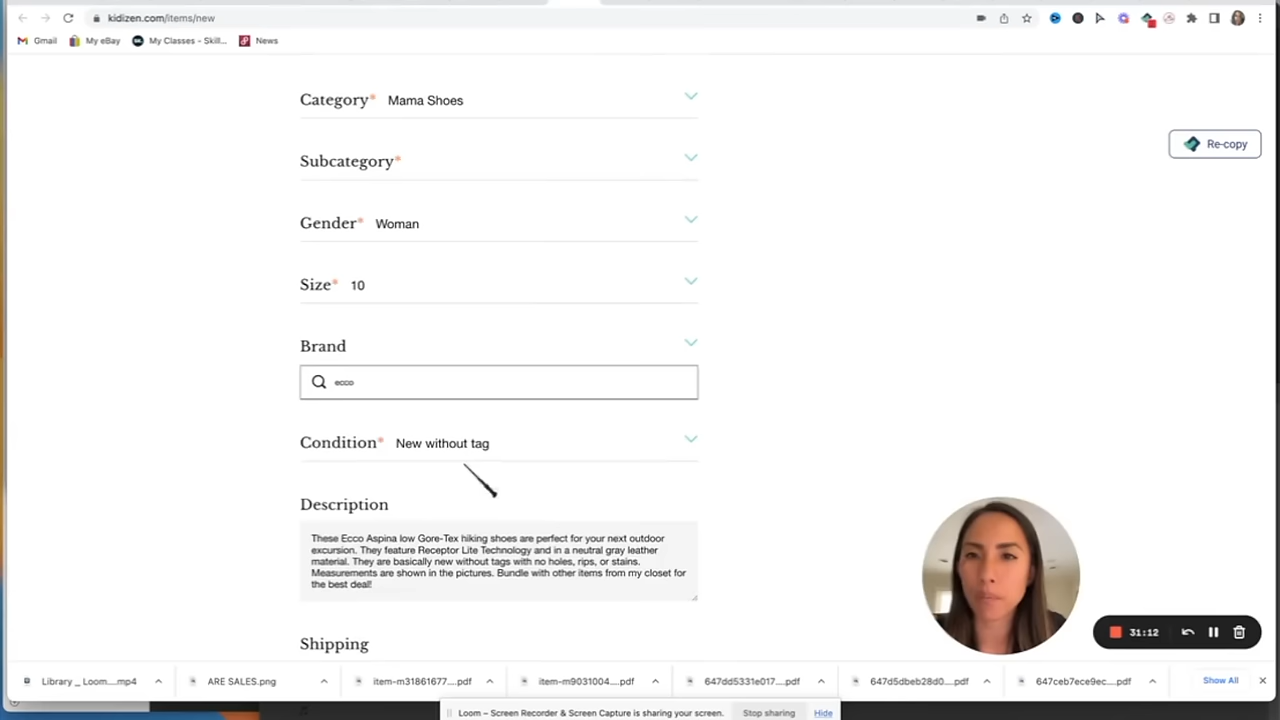 kidizen.com/items/new
Gmail
My eBay
My Classes - Skill...
News
Category* Mama Shoes
Re-copy
Subcategory*
Gender* Woman
Size* 10
Brand
ecco
Condition* New without tag
Description
These Ecco Aspina low Gore-Tex hiking shoes are perfect for your next outdoor
excursion. They feature Receptor Lite Technology and in a neutral gray leather
material. They are basically new without tags with no holes, rips, or stains.
Measurements are shown in the pictures. Bundle with other items from my closet for
the best deal!
31:12
Shipping
Library _ Loom....mp4
ARE SALES.png
item-m31861677....pdf
item-m9031004....pdf
647dd5331e017....pdf
647d5dbeb28d0....pdf
647ceb7ece9ec....pdf
Show All
Loom – Screen Recorder & Screen Capture is sharing your screen.
Stop sharing
Hide